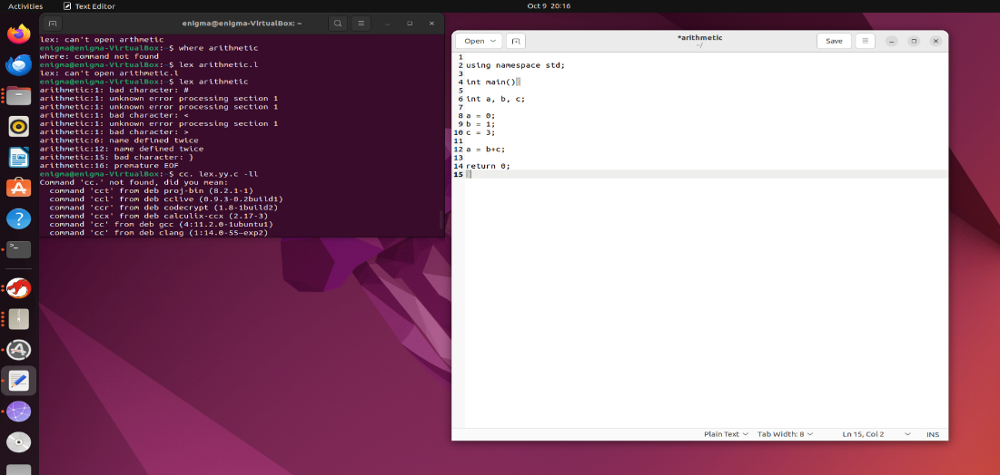 Activities
Text Editor
Oct 9 20:16
enigma@enigma-VirtualBox: ~
lex: can't open arthmetic
enigma@enigma-VirtualBox:~$ where arithmetic
where: command not found
enigma@enigma-VirtualBox:~$ lex arithmetic.l
lex: can't open arithmetic.l
enigma@enigma-VirtualBox:~$ lex arithmetic
arithmetic:1: bad character: #
arithmetic:1: unknown error processing section 1
arithmetic:1: unknown error processing section 1
arithmetic:1: bad character: <
arithmetic:1: unknown error processing section 1
arithmetic:1: bad character: >
arithmetic:6: name defined twice
arithmetic:12: name defined twice
arithmetic:15: bad character: }
arithmetic:16: premature EOF
enigma@enigma-VirtualBox:~$ cc. lex.yy.c -ll
Command 'cc.' not found, did you mean:
command 'cct' from deb proj-bin (8.2.1-1)
command 'ccl' from deb cclive (0.9.3-0.2build1)
command 'ccr' from deb codecrypt (1.8-1build2)
command 'ccx' from deb calculix-ccx (2.17-3)
command 'cc' from deb gcc (4:11.2.0-1ubuntu1)
command 'cc' from deb clang (1:14.0-55~exp2)
Open
*arithmetic
~/
Save
1
2 using namespace std;
3
4 int main(){
5
6 int a, b, c;
7
8 a = 0;
9 b = 1;
10 c = 3;
11
12 a = b+c;
13
14 return 0;
15 }
Plain Text
Tab Width: 8
Ln 15, Col 2
INS